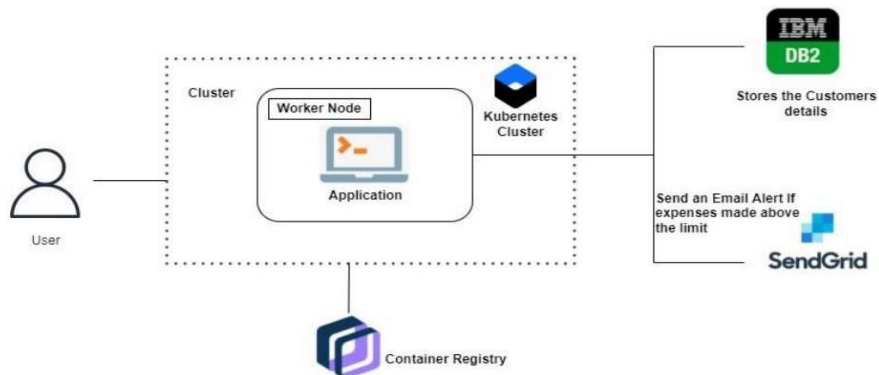 IBM
DB2
Stores the Customers
details
Cluster
Worker Node
Kubernetes
Cluster
Application
User
Send an Email Alert If
expenses made above
the limit
SendGrid
Container Registry